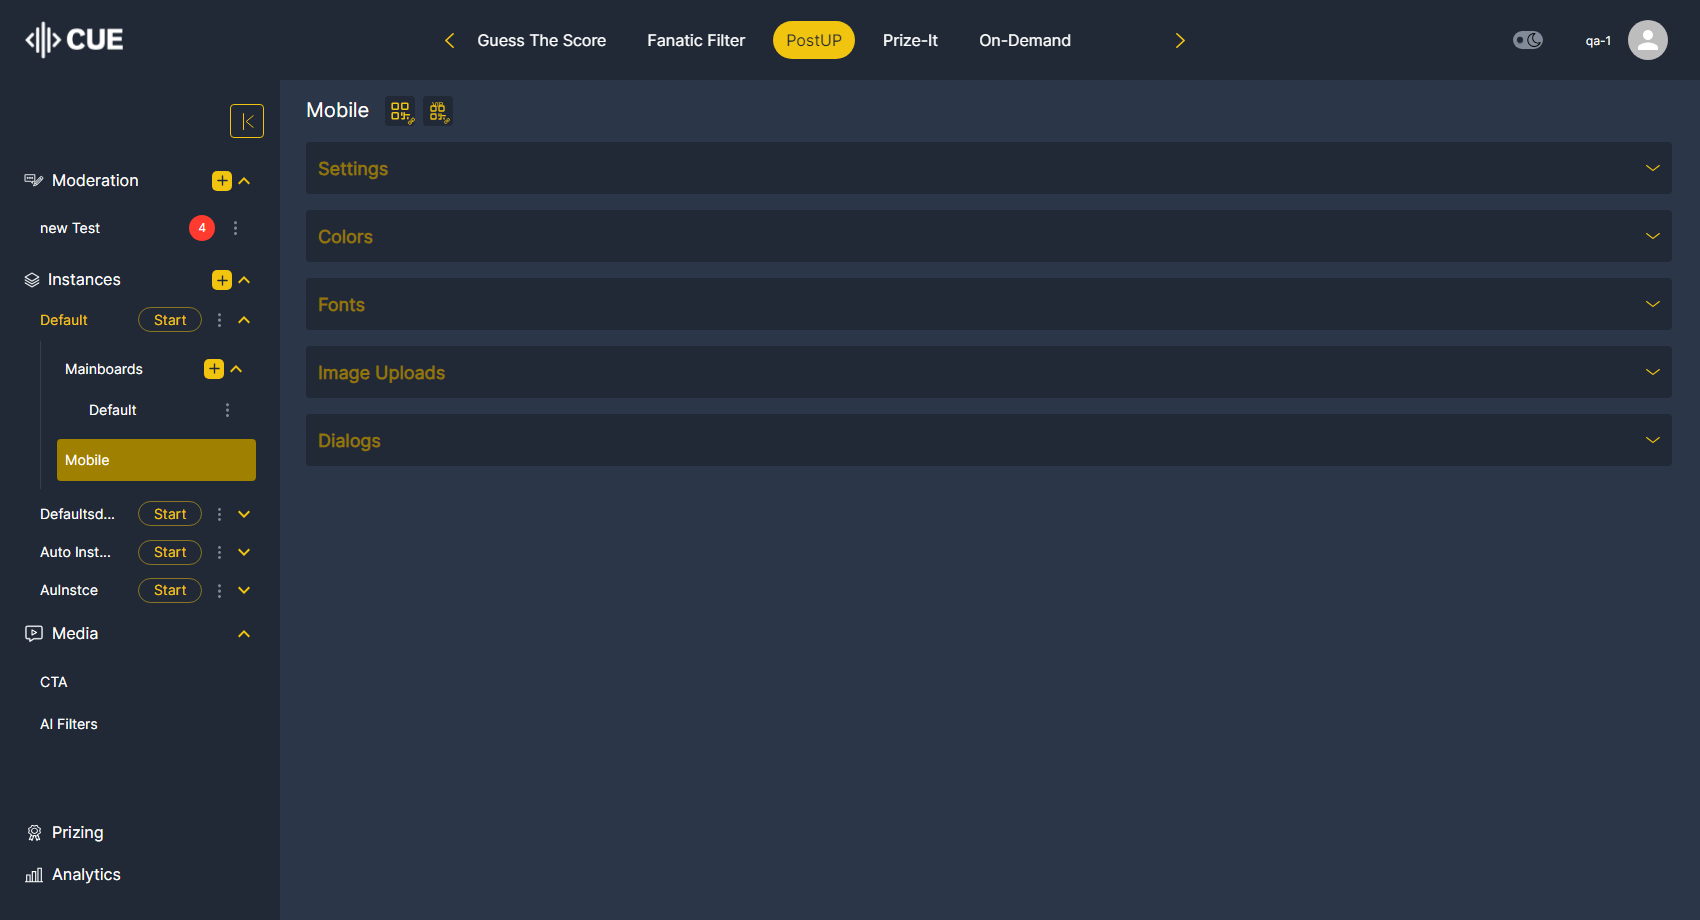 CUE
Guess The Score
Fanatic Filter
PostUP
Prize-It
On-Demand
qa-1
Moderation
new Test
4
Instances
Default
Start
Mainboards
Default
Mobile
Defaultsd...
Start
Auto Inst...
Start
AuInstce
Start
Media
CTA
AI Filters
Prizing
Analytics
Mobile
VIP
Settings
Colors
Fonts
Image Uploads
Dialogs